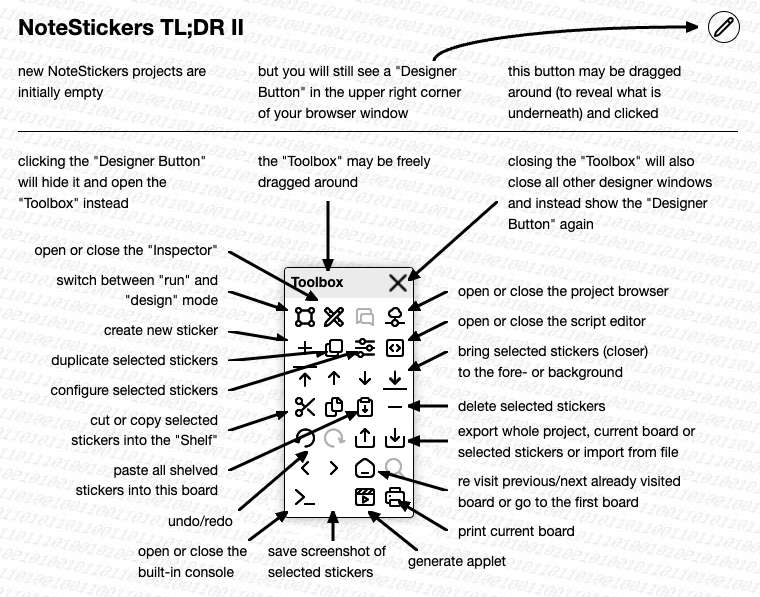 NoteStickers TL;DR II
new NoteStickers projects are
initially empty
but you will still see a "Designer
Button" in the upper right corner
of your browser window
this button may be dragged
around (to reveal what is
underneath) and clicked
clicking the "Designer Button"
will hide it and open the
"Toolbox" instead
the "Toolbox" may be freely
dragged around
closing the "Toolbox" will also
close all other designer windows
and instead show the "Designer
Button" again
open or close the "Inspector"
switch between "run" and
"design" mode
create new sticker
duplicate selected stickers
configure selected stickers
cut or copy selected
stickers into the "Shelf"
paste all shelved
stickers into this board
undo/redo
open or close the
built-in console
Toolbox
save screenshot of
selected stickers
open or close the project browser
open or close the script editor
bring selected stickers (closer)
to the fore- or background
delete selected stickers
export whole project, current board or
selected stickers or import from file
re visit previous/next already visited
board or go to the first board
print current board
generate applet